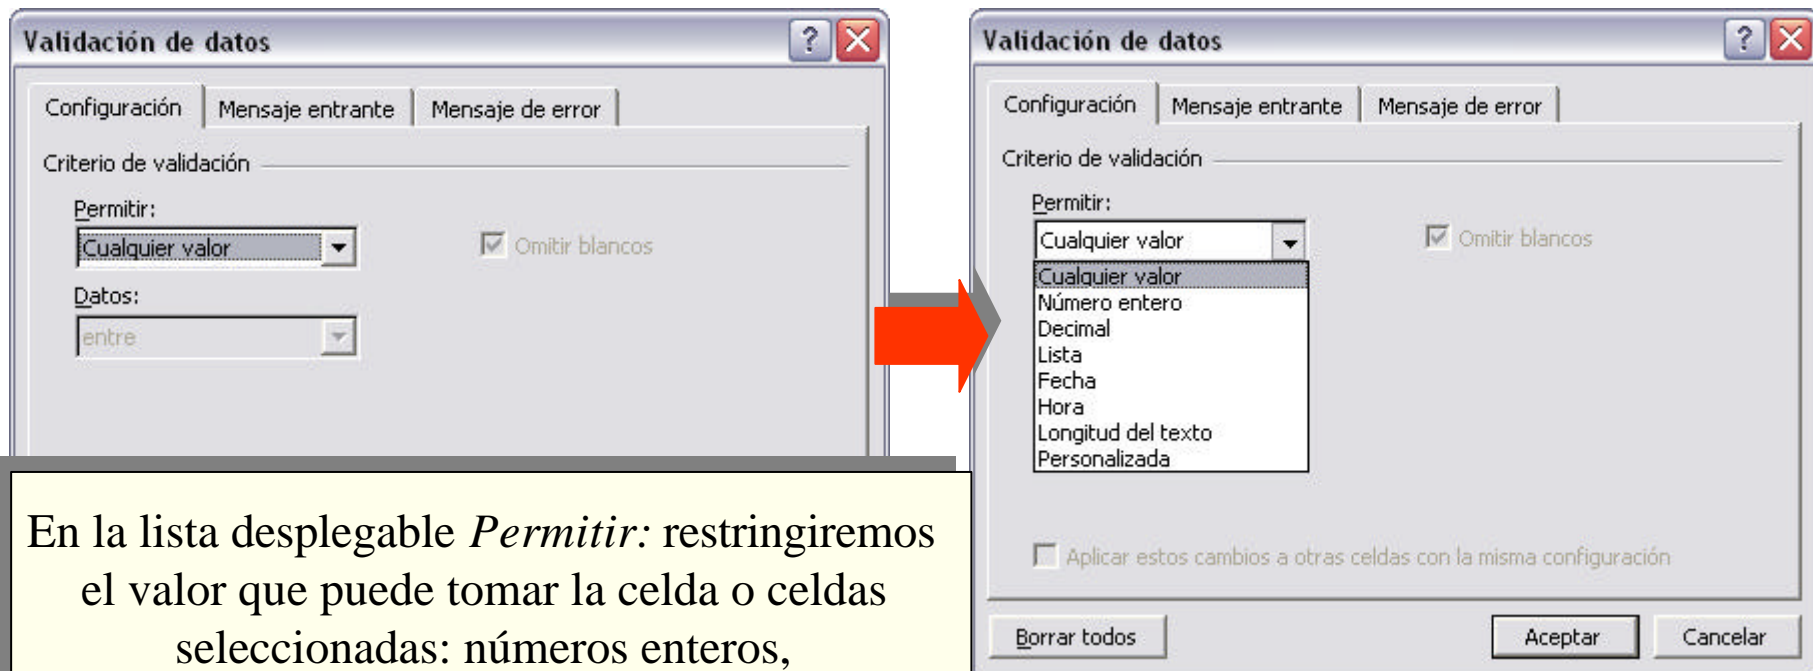 Validación de datos
Configuración Mensaje entrante Mensaje de error
Criterio de validación
Permitir:
Cualquier valor
Omitir blancos
Datos:
entre
Validación de datos
Configuración Mensaje entrante Mensaje de error
Criterio de validación
Permitir:
Cualquier valor
Omitir blancos
Cualquier valor
Número entero
Decimal
Lista
Fecha
Hora
Longitud del texto
Personalizada
Aplicar estos cambios a otras celdas con la misma configuración
Borrar todos Aceptar Cancelar
En la lista desplegable Permitir: restringiremos
el valor que puede tomar la celda o celdas
seleccionadas: números enteros,